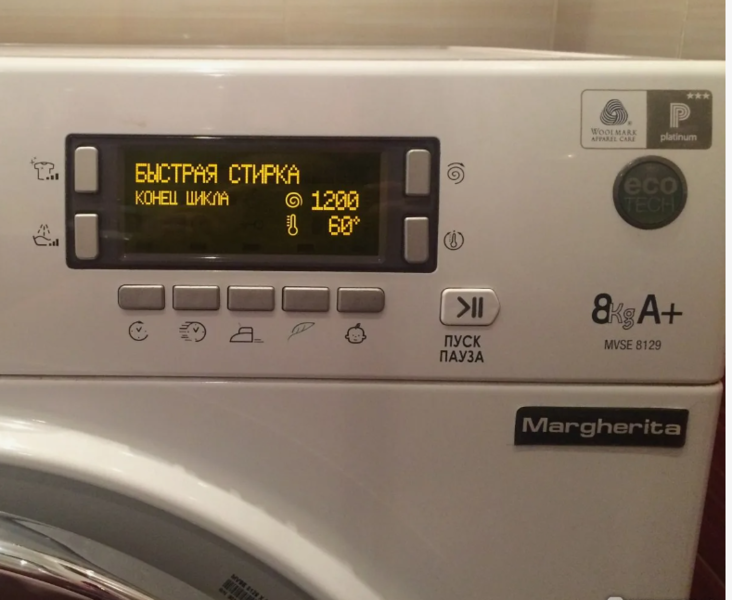 БЫСТРАЯ СТИРКА
КОНЕЦ ЦИКЛА 1200
60°
ПУСК
ПАУЗА
WOOLMARK
APPAREL CARE
platinum
eco
TECH
8Kg A+
MVSE 8129
Margherita